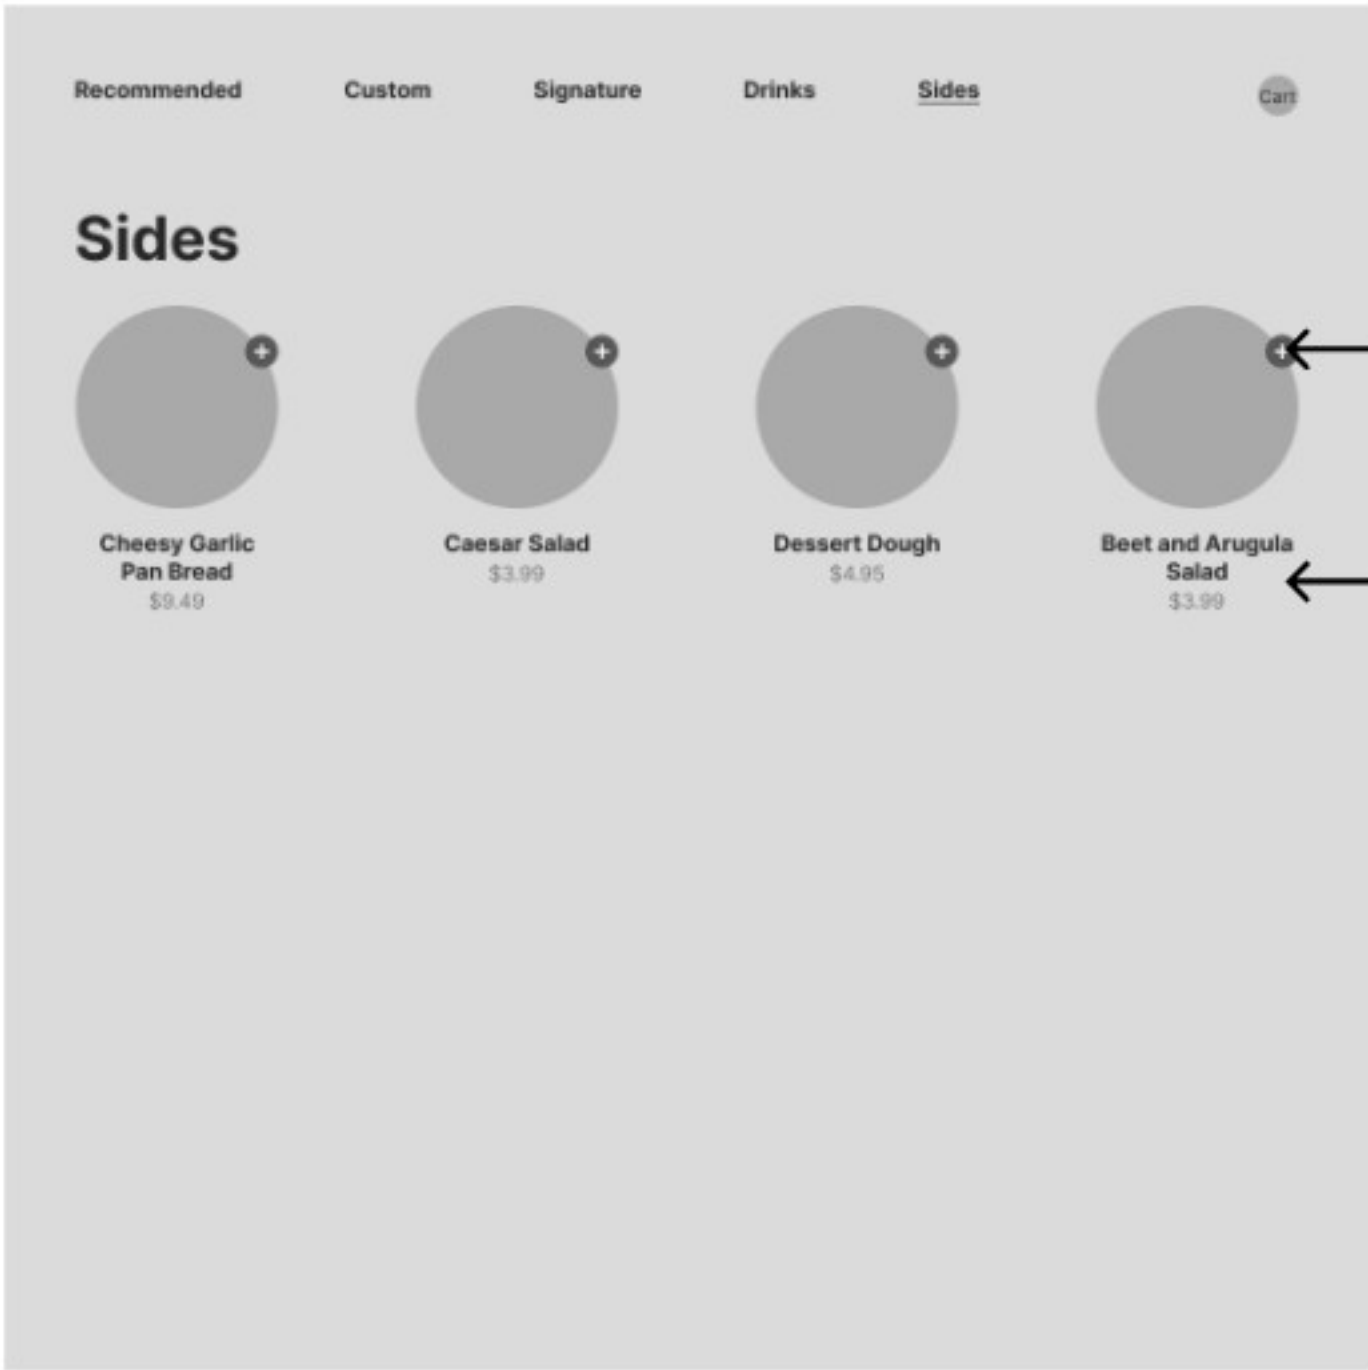 Recommended Custom Signature Drinks Sides Cart
Sides
+ + + +
Cheesy Garlic Caesar Salad Dessert Dough Beet and Arugula
Pan Bread $3.99 $4.95 Salad
$9.49 $3.99